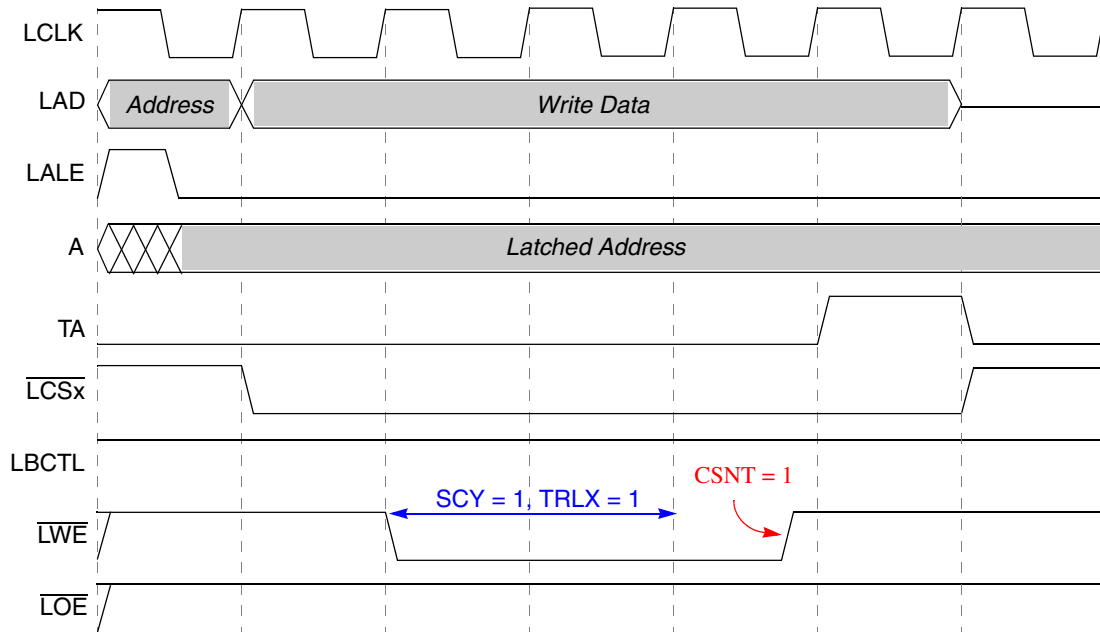 LCLK
LAD Address Write Data
LALE
A Latched Address
TA
LCSx
LBCTL
CSNT = 1
SCY = 1, TRLX = 1
LWE
LOE